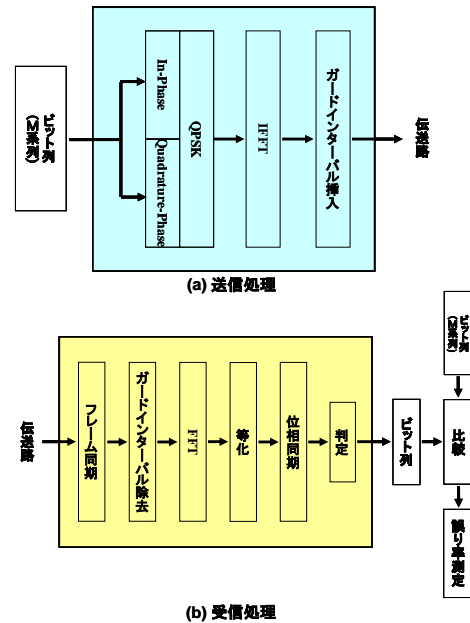 ビット列
(M系列)
In-Phase
Quadrature-Phase
QPSK
IFFT
ガードインターバル挿入
伝送路
(a) 送信処理
伝送路
フレーム同期
ガードインターバル除去
FFT
等化
位相同期
判定
ビット列
ビット列
(M系列)
比較
誤り率測定
(b) 受信処理